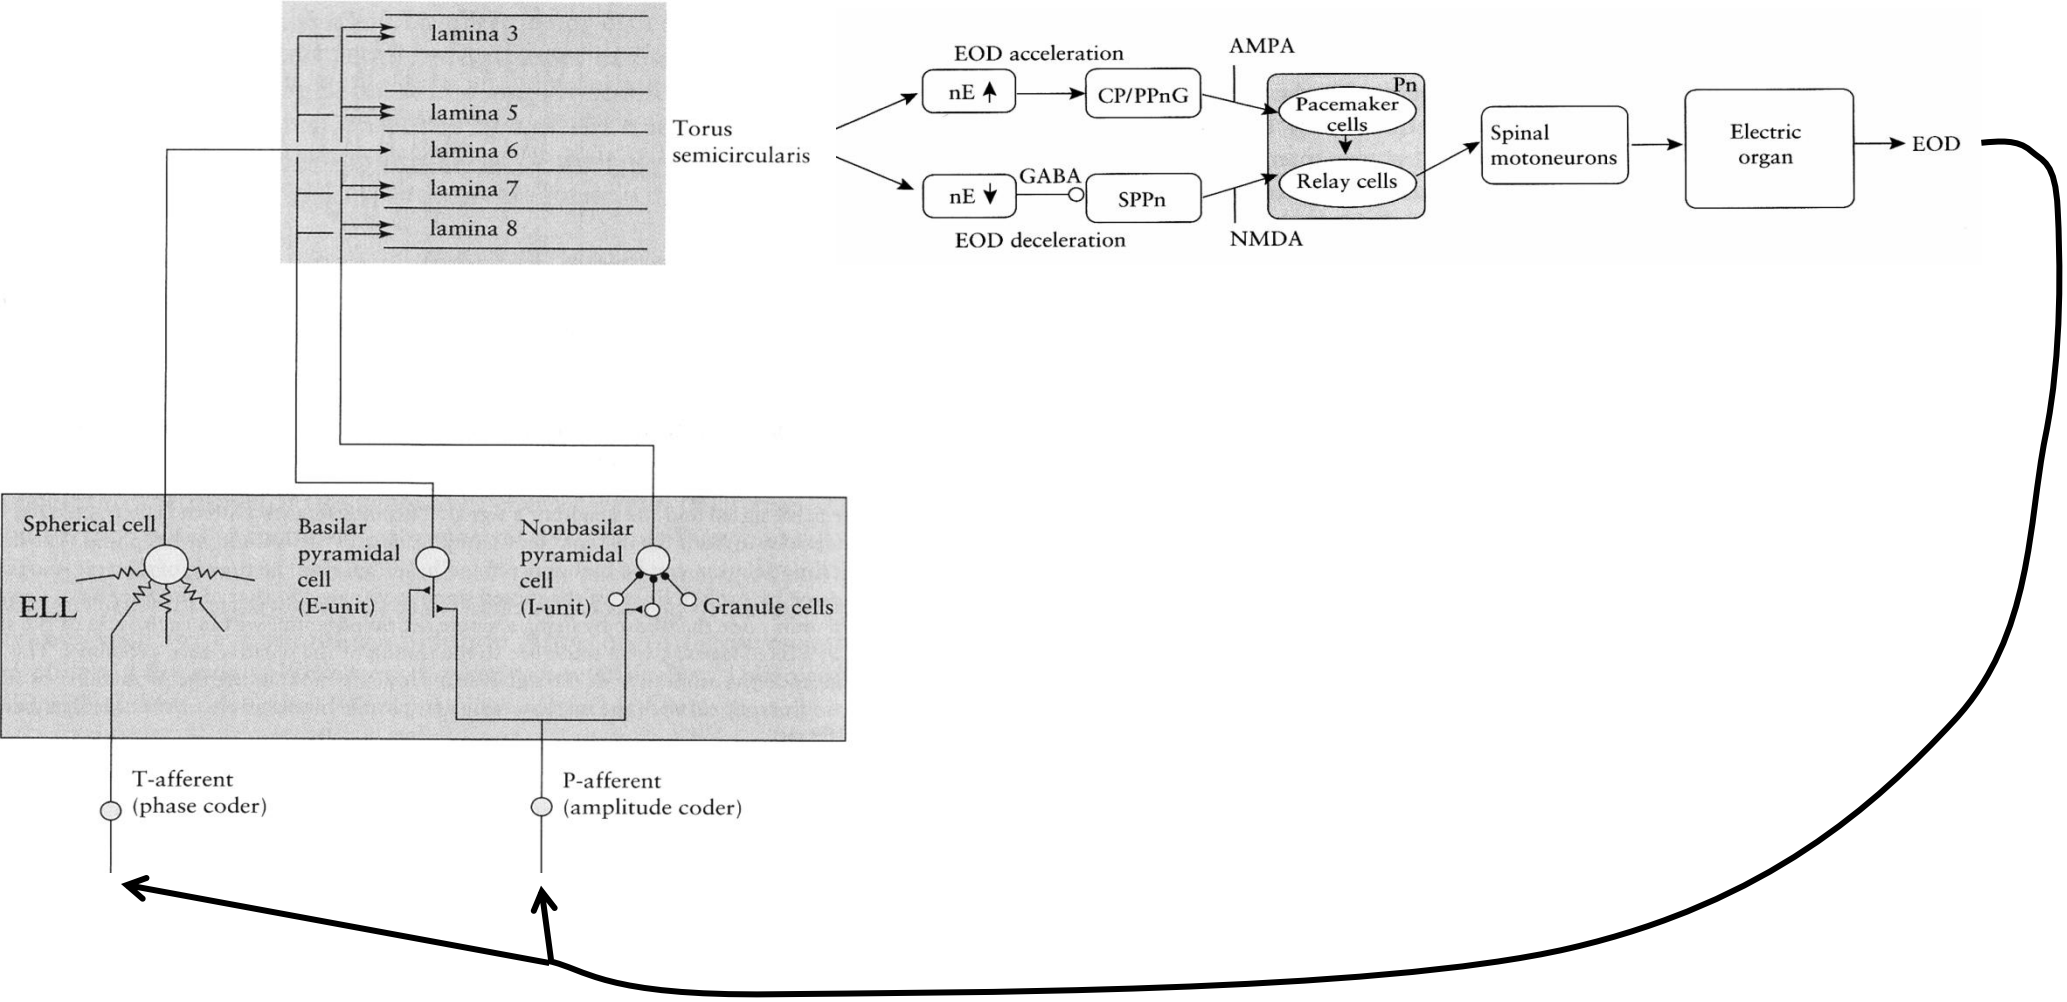 lamina 3
lamina 5
lamina 6
lamina 7
lamina 8
Torus
semicircularis
EOD acceleration
nE ↑
CP/PPnG
AMPA
Pn
Pacemaker
cells
Relay cells
nE ↓
GABA
SPPn
EOD deceleration
NMDA
Spinal
motoneurons
Electric
organ
EOD
Spherical cell
ELL
Basilar
pyramidal
cell
(E-unit)
Nonbasilar
pyramidal
cell
(I-unit)
Granule cells
T-afferent
(phase coder)
P-afferent
(amplitude coder)